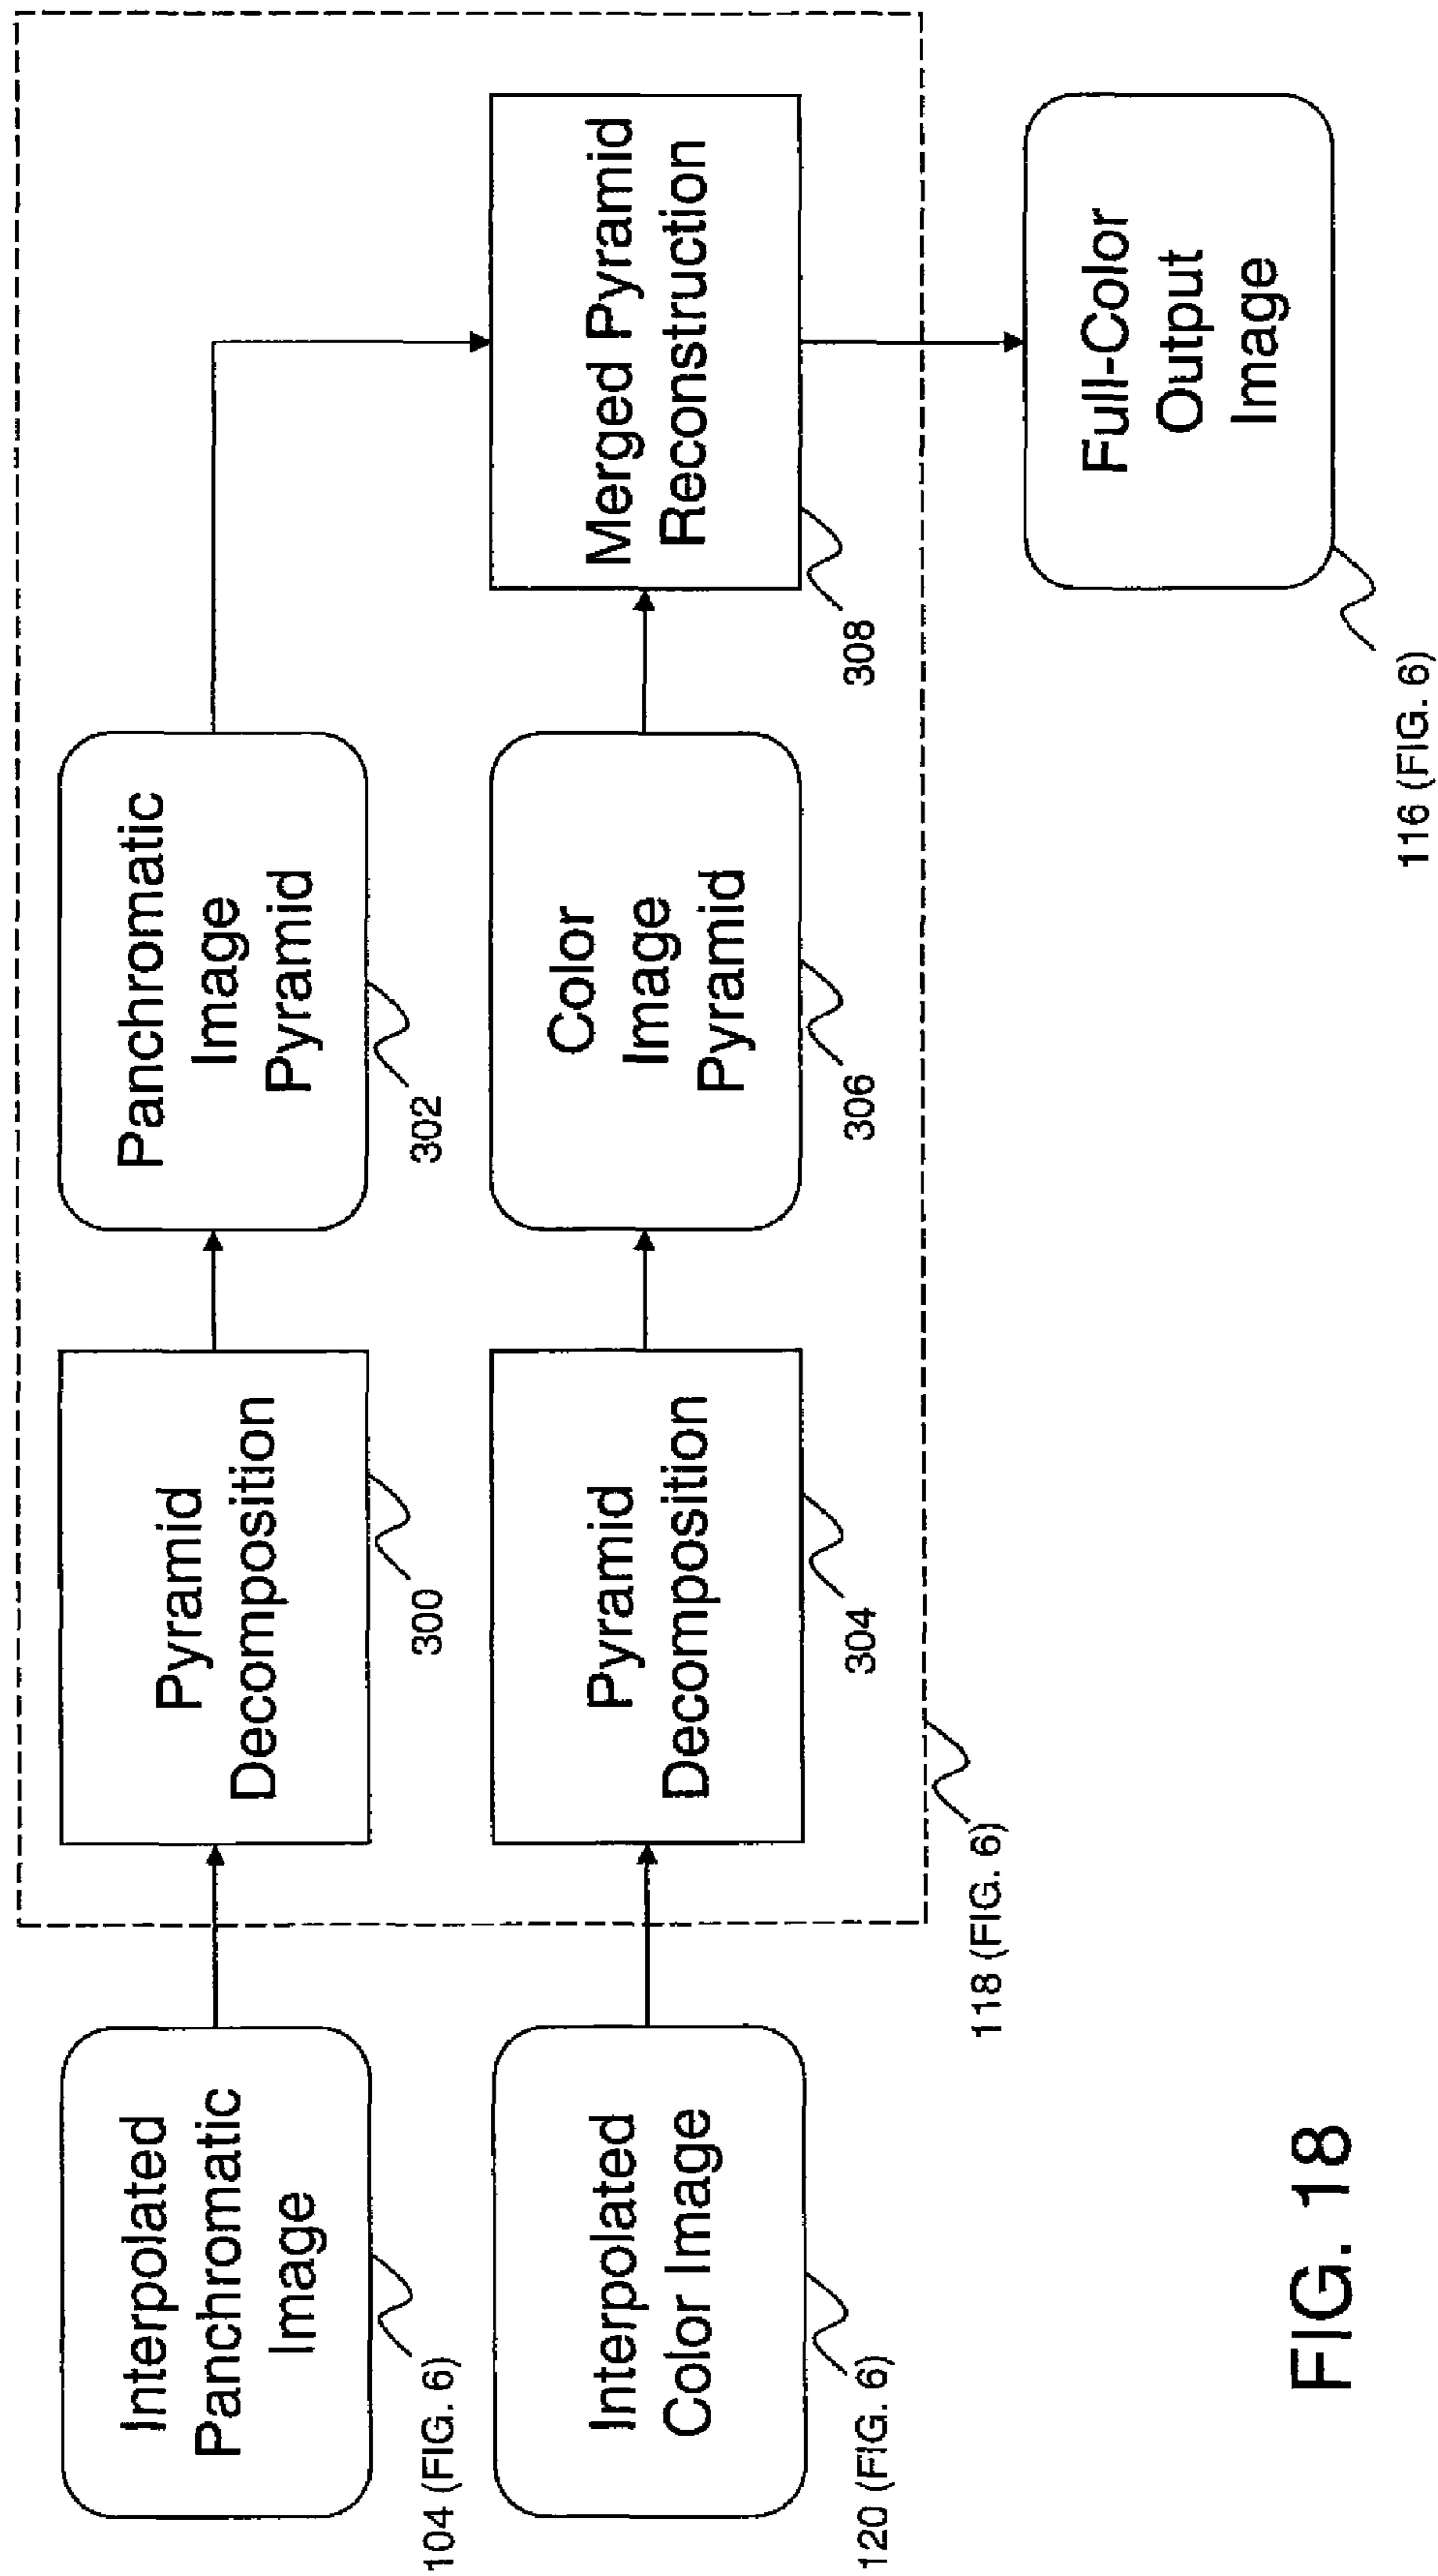 Interpolated
Panchromatic
Image
104 (FIG. 6)
Pyramid
Decomposition
300
Panchromatic
Image
Pyramid
302
Interpolated
Color Image
120 (FIG. 6)
Pyramid
Decomposition
304
Color
Image
Pyramid
306
Merged Pyramid
Reconstruction
308
118 (FIG. 6)
Full-Color
Output
Image
116 (FIG. 6)
FIG. 18